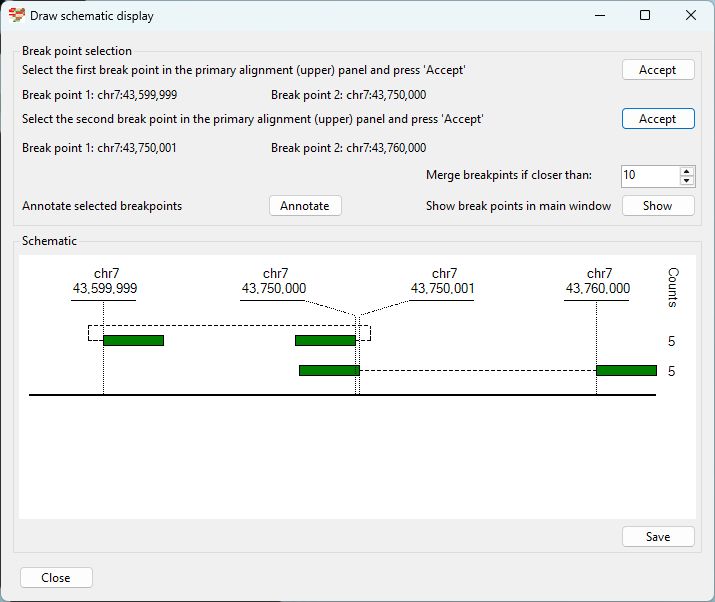 Draw schematic display
Break point selection
Select the first break point in the primary alignment (upper) panel and press 'Accept'
Accept
Break point 1: chr7:43,599,999
Break point 2: chr7:43,750,000
Select the second break point in the primary alignment (upper) panel and press 'Accept'
Accept
Break point 1: chr7:43,750,001
Break point 2: chr7:43,760,000
Merge breakpints if closer than:
10
Annotate selected breakpoints
Annotate
Show break points in main window
Show
Schematic
chr7
43,599,999
chr7
43,750,000
chr7
43,750,001
chr7
43,760,000
Counts
5
5
Save
Close